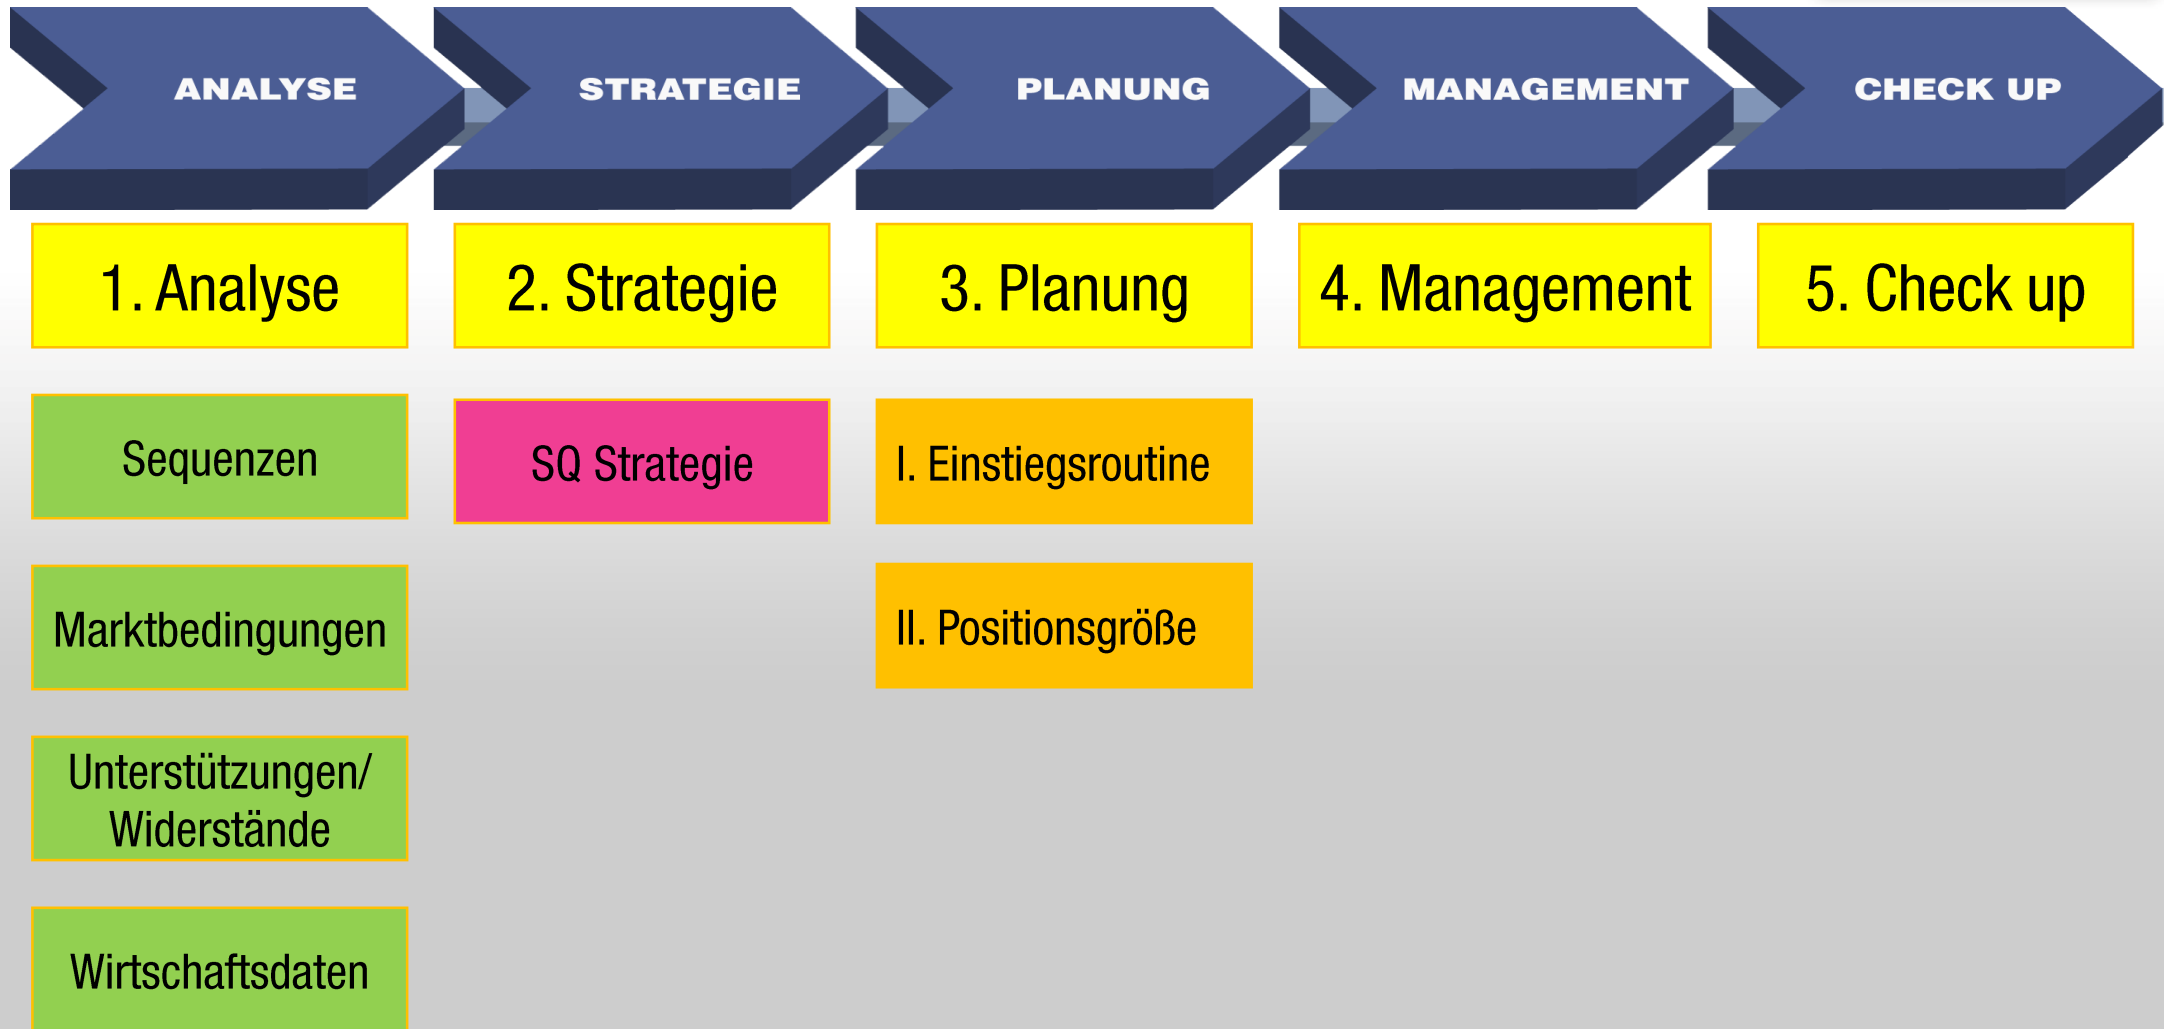 ANALYSE
STRATEGIE
PLANUNG
MANAGEMENT
CHECK UP
1. Analyse
2. Strategie
3. Planung
4. Management
5. Check up
Sequenzen
SQ Strategie
I. Einstiegsroutine
Marktbedingungen
II. Positionsgröße
Unterstützungen/
Widerstände
Wirtschaftsdaten